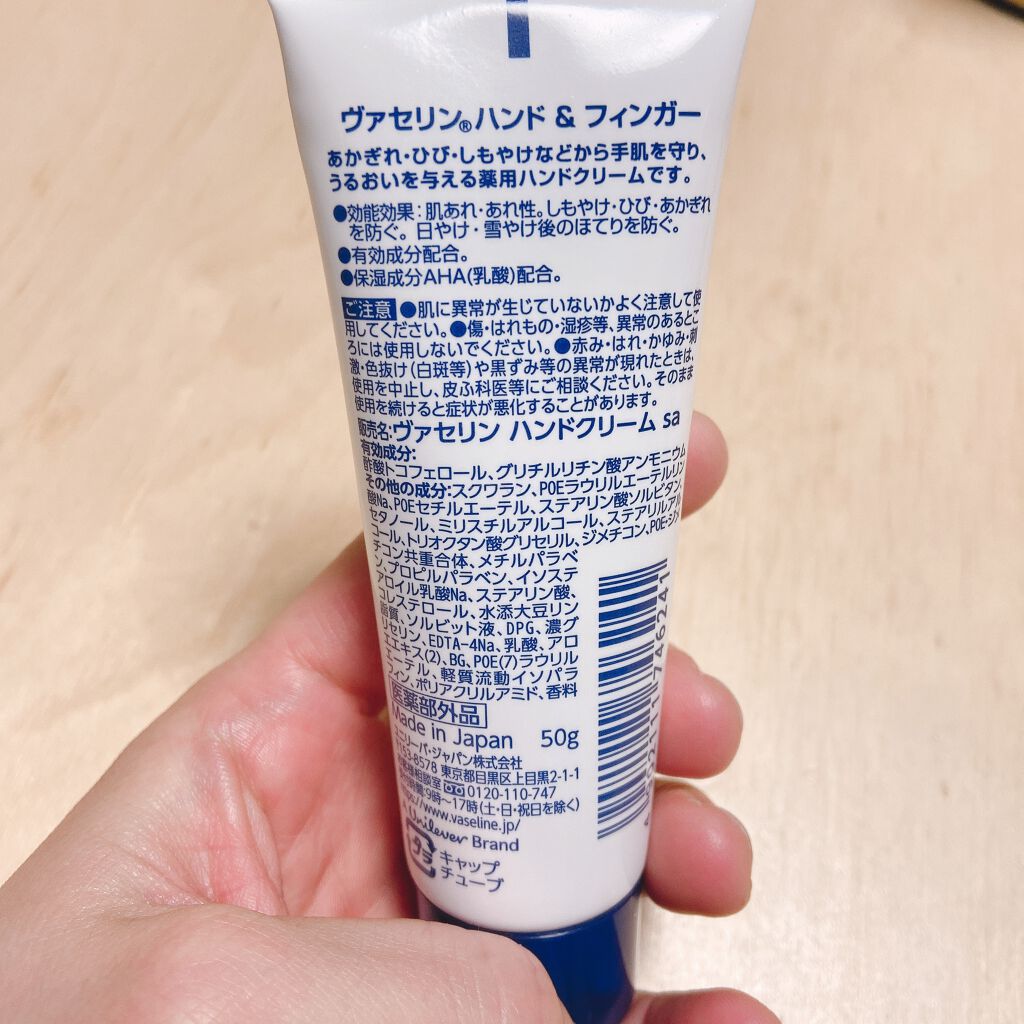 ヴァセリン®ハンド & フィンガー
あかぎれ・ひび・しもやけなどから手肌を守り、
うるおいを与える薬用ハンドクリームです。
●効能効果：肌あれ・あれ性。しもやけ・ひび・あかぎれ
を防ぐ。日やけ・雪やけ後のほてりを防ぐ。
●有効成分配合。
●保湿成分AHA(乳酸)配合。
ご注意 ●肌に異常が生じていないかよく注意して使
用してください。●傷・はれもの・湿疹等、異常のあるとこ
ろには使用しないでください。●赤み・はれ・かゆみ・刺
激・色抜け(白斑等)や黒ずみ等の異常が現れたときは、
使用を中止し、皮ふ科医等にご相談ください。そのまま
使用を続けると症状が悪化することがあります。
販売名：ヴァセリン ハンドクリーム sa
有効成分：
酢酸トコフェロール、グリチルリチン酸アンモニウム
その他の成分：スクワラン、POEラウリルエーテルリン
酸Na、POEセチルエーテル、ステアリン酸ソルビタン、
セタノール、ミリスチルアルコール、ステアリルアル
コール、トリオクタン酸グリセリル、ジメチコン、POE・ジメ
チコン共重合体、メチルパラベ
ン、プロピルパラベン、イソステ
アロイル乳酸Na、ステアリン酸、
コレステロール、水添大豆リン
脂質、ソルビット液、DPG、濃グ
リセリン、EDTA-4Na、乳酸、アロ
エエキス(2)、BG、POE(7)ラウリル
エーテル、軽質流動イソパラ
フィン、ポリアクリルアミド、香料
医薬部外品
Made in Japan 50g
ユニリーバ・ジャパン株式会社
153-8578 東京都目黒区上目黒2-1-1
相談室 0120-110-747
時間：9時〜17時(土・日・祝日を除く)
https://www.vaseline.jp/
A Unilever Brand
プラ キャップ
チューブ
746241